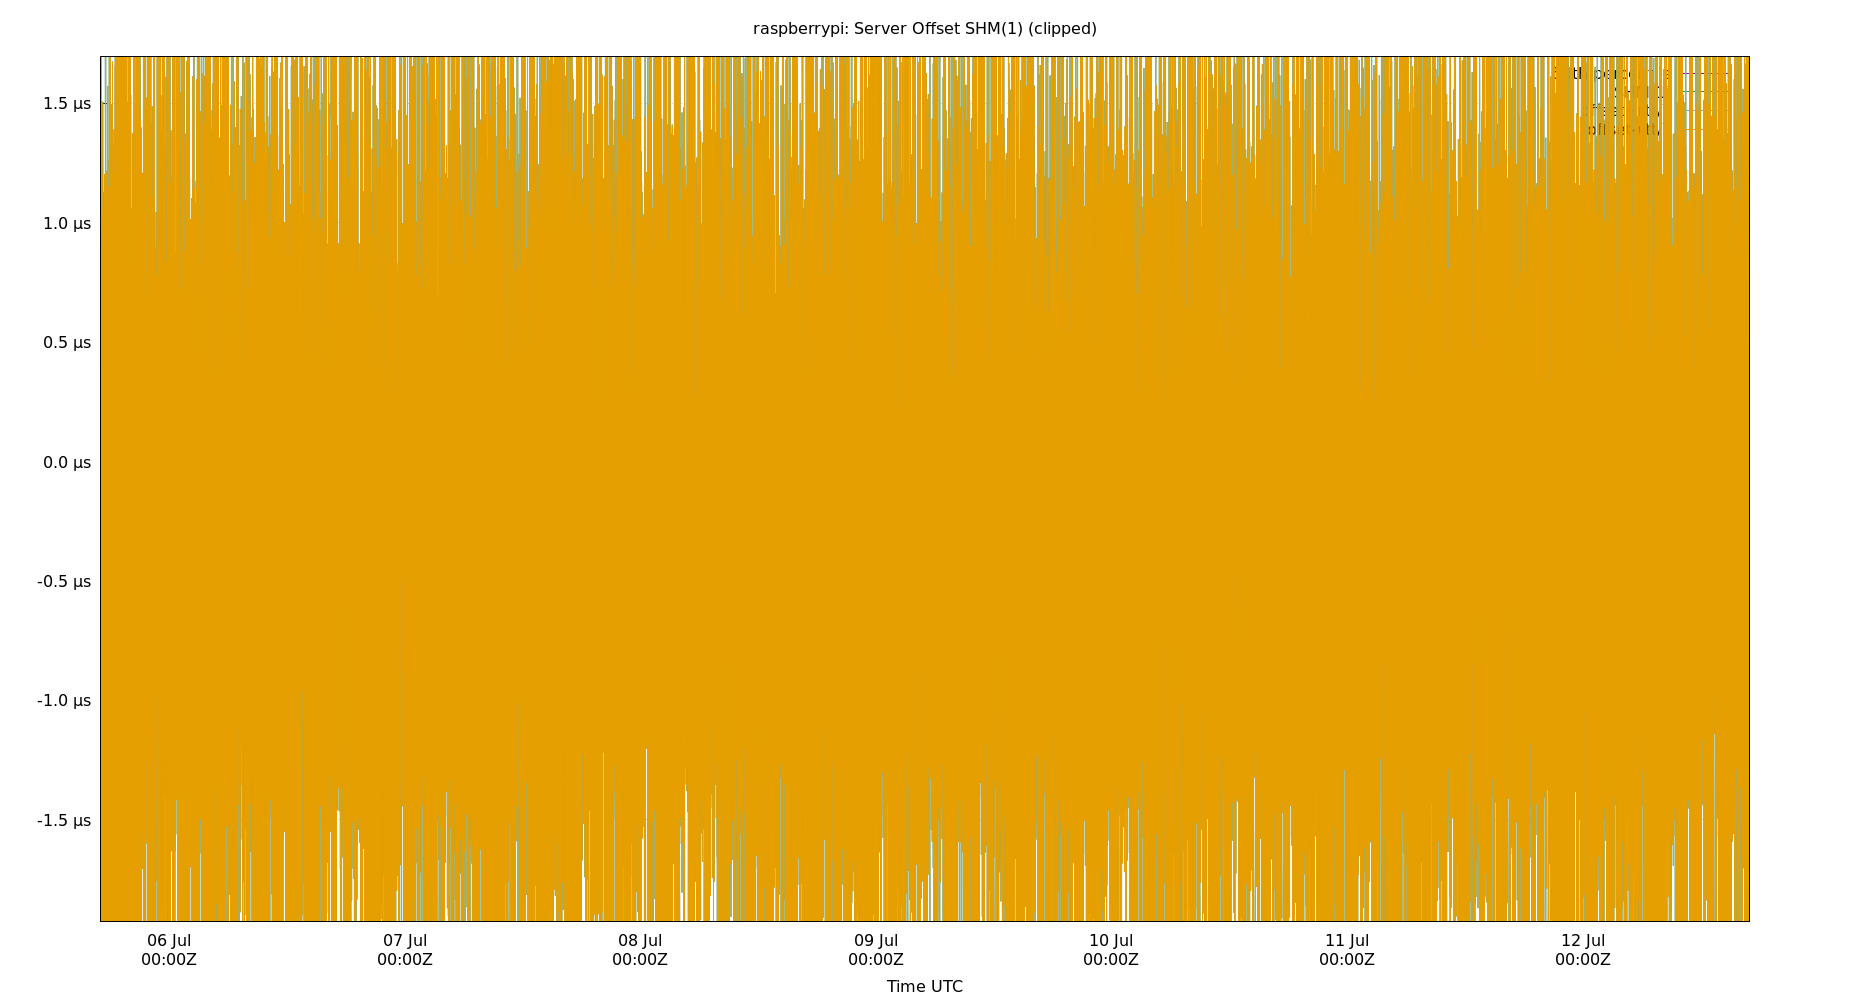 raspberrypi: Server Offset SHM(1) (clipped)
1.5 µs
1.0 µs
0.5 µs
0.0 µs
-0.5 µs
-1.0 µs
-1.5 µs
06 Jul 07 Jul 08 Jul 09 Jul 10 Jul 11 Jul 12 Jul
00:00Z 00:00Z 00:00Z 00:00Z 00:00Z 00:00Z 00:00Z
Time UTC